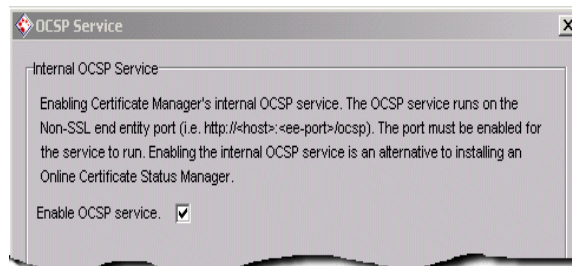 OCSP Service
Internal OCSP Service
Enabling Certificate Manager's internal OCSP service. The OCSP service runs on the
Non-SSL end entity port (i.e. http://<host>:<ee-port>/ocsp). The port must be enabled for
the service to run. Enabling the internal OCSP service is an alternative to installing an
Online Certificate Status Manager.
Enable OCSP service.